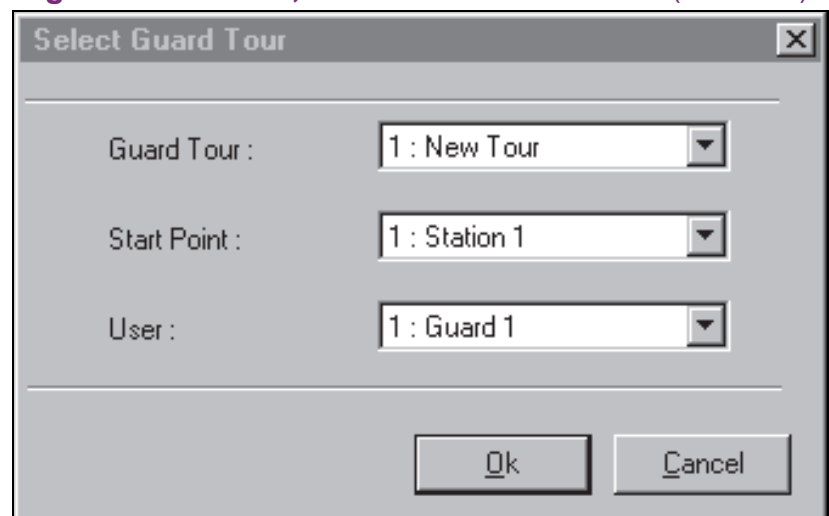 Select Guard Tour
Guard Tour : 1 : New Tour
Start Point : 1 : Station 1
User : 1 : Guard 1
Ok Cancel